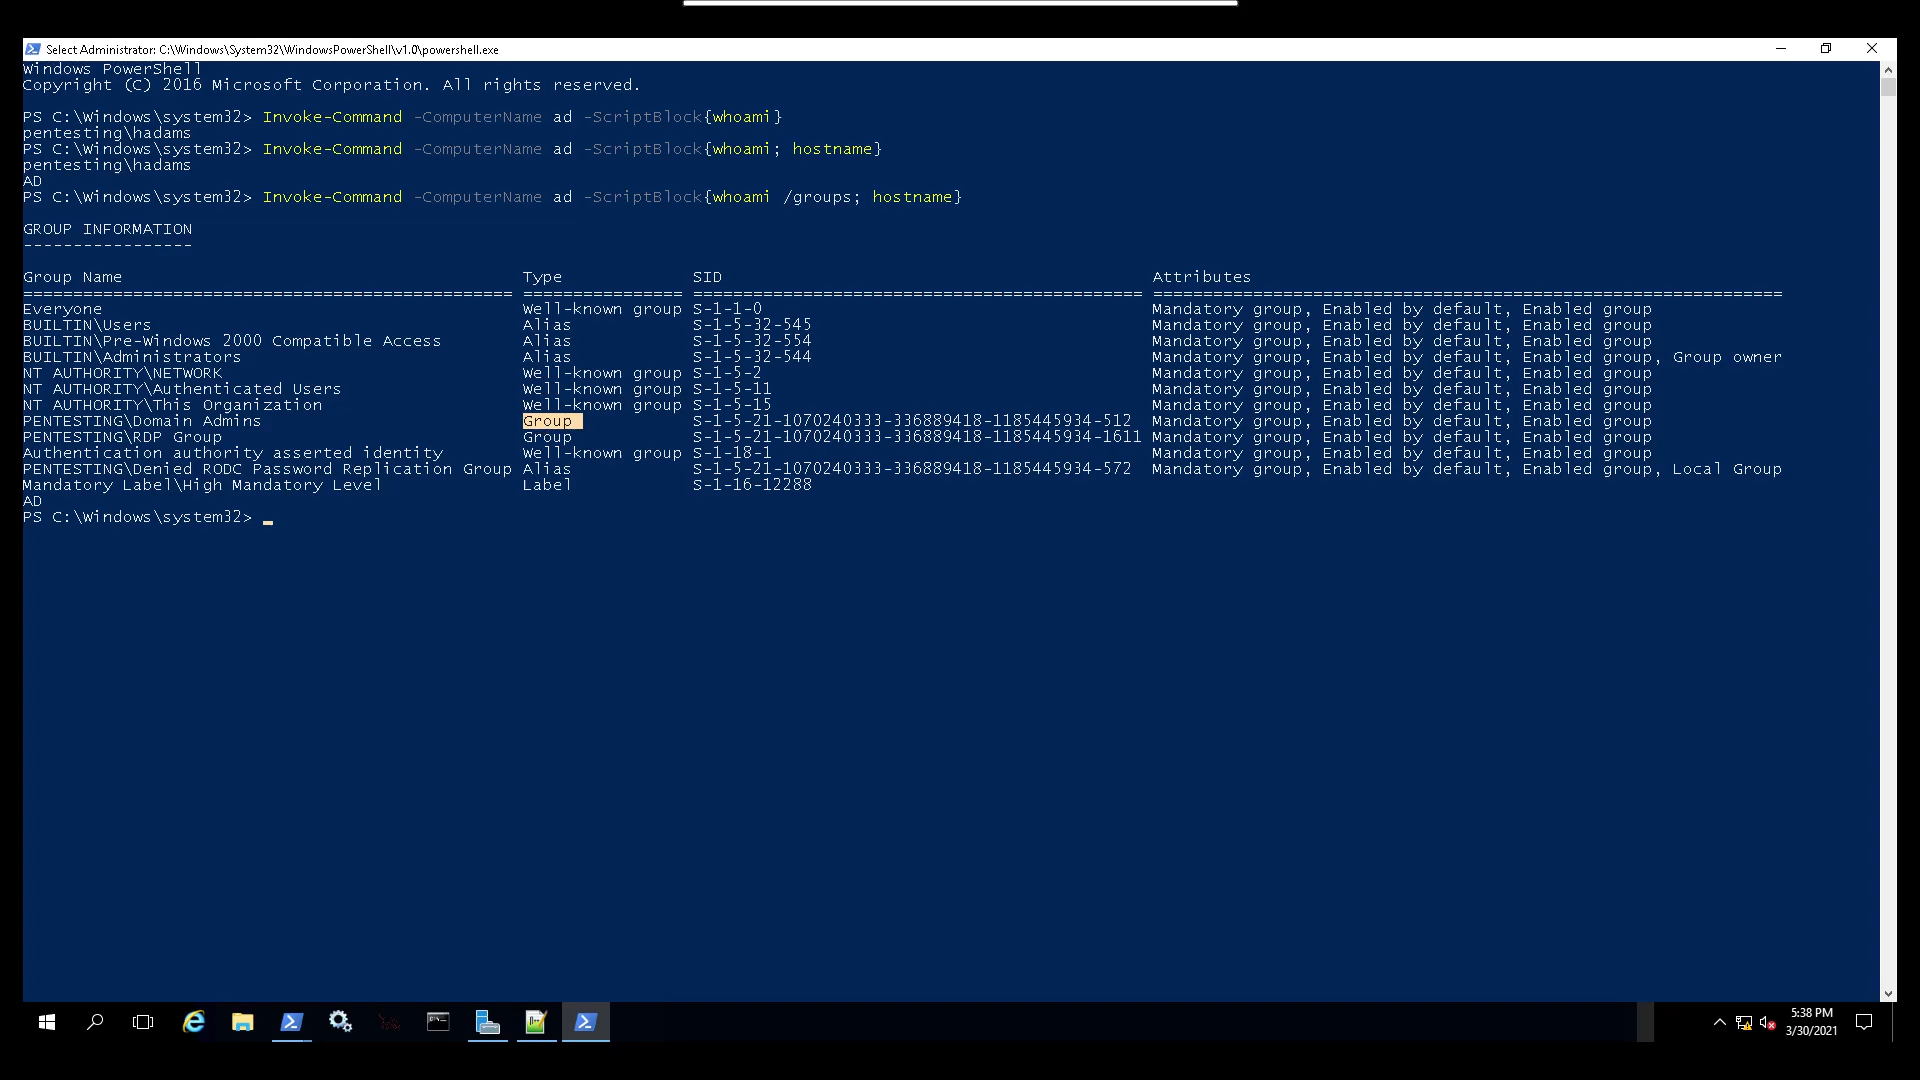 Select Administrator: C:\Windows\System32\WindowsPowerShell\v1.0\powershell.exe
Windows PowerShell
Copyright (C) 2016 Microsoft Corporation. All rights reserved.
PS C:\Windows\system32> Invoke-Command -ComputerName ad -ScriptBlock{whoami}
pentesting\hadams
PS C:\Windows\system32> Invoke-Command -ComputerName ad -ScriptBlock{whoami; hostname}
pentesting\hadams
AD
PS C:\Windows\system32> Invoke-Command -ComputerName ad -ScriptBlock{whoami /groups; hostname}
GROUP INFORMATION
-----------------
Group Name Type SID Attributes
================================================= ================ ============================================= ===============================================================
Everyone Well-known group S-1-1-0 Mandatory group, Enabled by default, Enabled group
BUILTIN\Users Alias S-1-5-32-545 Mandatory group, Enabled by default, Enabled group
BUILTIN\Pre-Windows 2000 Compatible Access Alias S-1-5-32-554 Mandatory group, Enabled by default, Enabled group
BUILTIN\Administrators Alias S-1-5-32-544 Mandatory group, Enabled by default, Enabled group, Group owner
NT AUTHORITY\NETWORK Well-known group S-1-5-2 Mandatory group, Enabled by default, Enabled group
NT AUTHORITY\Authenticated Users Well-known group S-1-5-11 Mandatory group, Enabled by default, Enabled group
NT AUTHORITY\This Organization Well-known group S-1-5-15 Mandatory group, Enabled by default, Enabled group
PENTESTING\Domain Admins Group S-1-5-21-1070240333-336889418-1185445934-512 Mandatory group, Enabled by default, Enabled group
PENTESTING\RDP Group Group S-1-5-21-1070240333-336889418-1185445934-1611 Mandatory group, Enabled by default, Enabled group
Authentication authority asserted identity Well-known group S-1-18-1 Mandatory group, Enabled by default, Enabled group
PENTESTING\Denied RODC Password Replication Group Alias S-1-5-21-1070240333-336889418-1185445934-572 Mandatory group, Enabled by default, Enabled group, Local Group
Mandatory Label\High Mandatory Level Label S-1-16-12288
AD
PS C:\Windows\system32> _
5:38 PM
3/30/2021